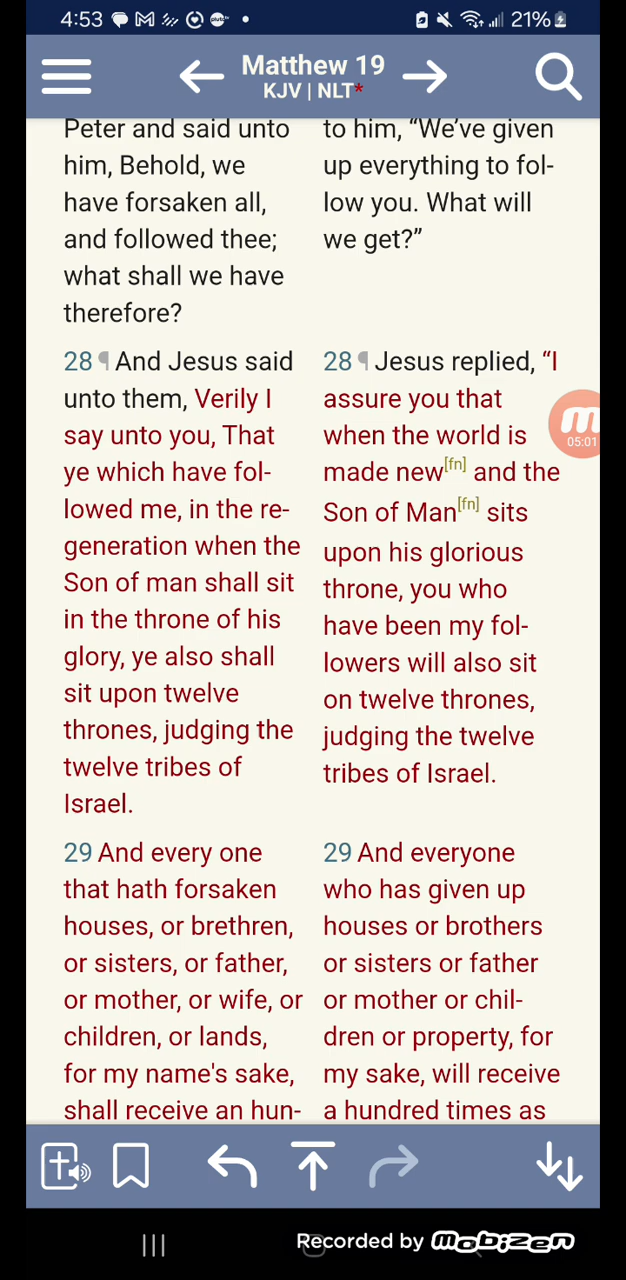 4:53
21%
Matthew 19
KJV | NLT*
Peter and said unto
him, Behold, we
have forsaken all,
and followed thee;
what shall we have
therefore?
28 ¶ And Jesus said
unto them, Verily I
say unto you, That
ye which have fol-
lowed me, in the re-
generation when the
Son of man shall sit
in the throne of his
glory, ye also shall
sit upon twelve
thrones, judging the
twelve tribes of
Israel.
29 And every one
that hath forsaken
houses, or brethren,
or sisters, or father,
or mother, or wife, or
children, or lands,
for my name's sake,
shall receive an hun-
to him, “We’ve given
up everything to fol-
low you. What will
we get?”
28 ¶ Jesus replied, “I
assure you that
when the world is
made new[fn] and the
Son of Man[fn] sits
upon his glorious
throne, you who
have been my fol-
lowers will also sit
on twelve thrones,
judging the twelve
tribes of Israel.
29 And everyone
who has given up
houses or brothers
or sisters or father
or mother or chil-
dren or property, for
my sake, will receive
a hundred times as
m
05:01
Recorded by Mobizen